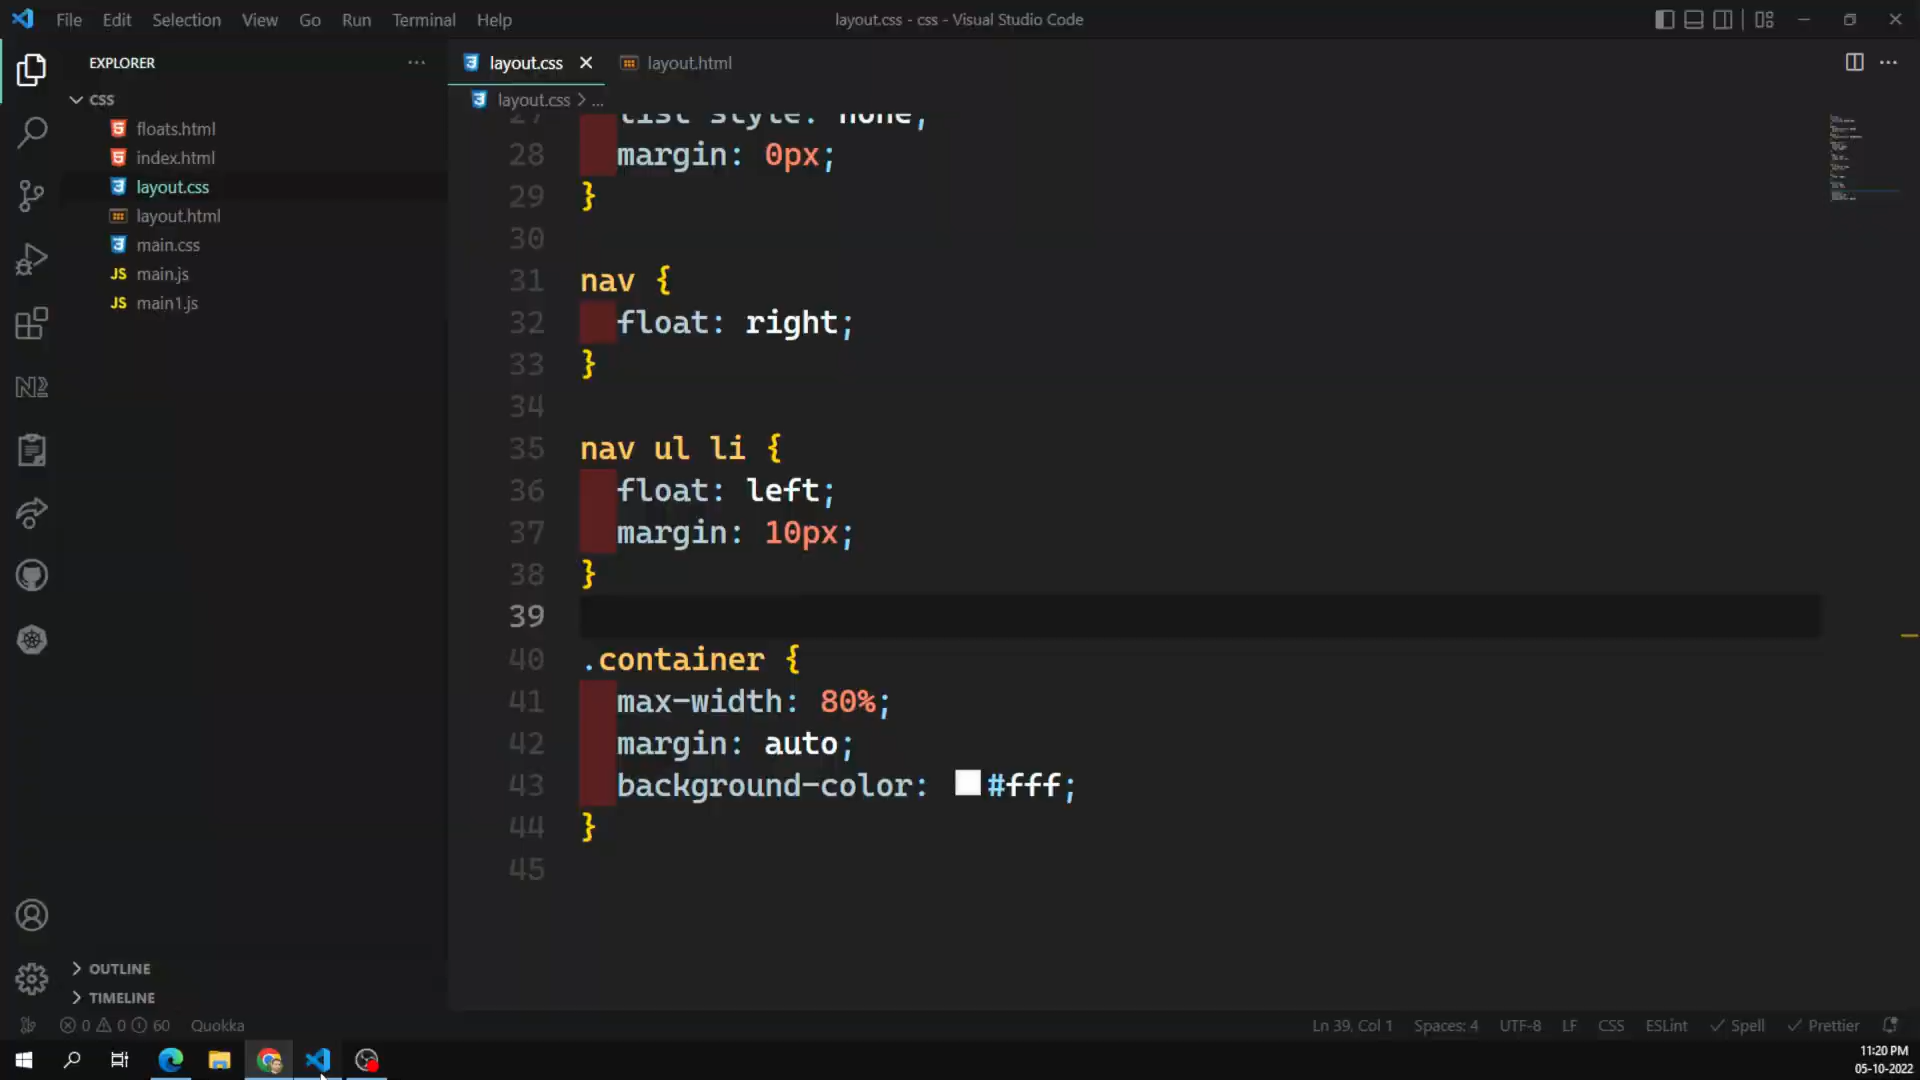 File Edit Selection View Go Run Terminal Help
layout.css - css - Visual Studio Code
EXPLORER
CSS
floats.html
index.html
layout.css
layout.html
main.css
JS main.js
JS main1.js
OUTLINE
TIMELINE
layout.css
layout.html
layout.css > ...
27 list-style: none;
28 margin: 0px;
29 }
30
31 nav {
32 float: right;
33 }
34
35 nav ul li {
36 float: left;
37 margin: 10px;
38 }
39
40 .container {
41 max-width: 80%;
42 margin: auto;
43 background-color: #fff;
44 }
45
0 0 60 Quokka
Ln 39, Col 1 Spaces: 4 UTF-8 LF CSS ESLint Spell Prettier
11:20 PM
05-10-2022